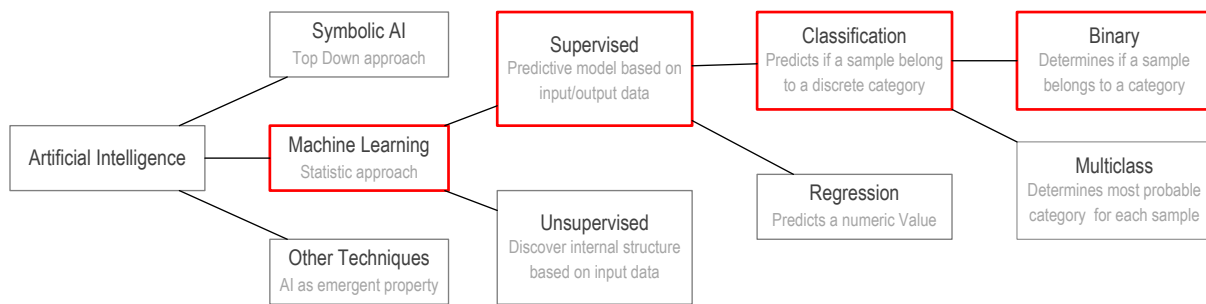 Artificial Intelligence
Symbolic AI
Top Down approach
Machine Learning
Statistic approach
Other Techniques
AI as emergent property
Supervised
Predictive model based on
input/output data
Unsupervised
Discover internal structure
based on input data
Classification
Predicts if a sample belong
to a discrete category
Regression
Predicts a numeric Value
Binary
Determines if a sample
belongs to a category
Multiclass
Determines most probable
category for each sample